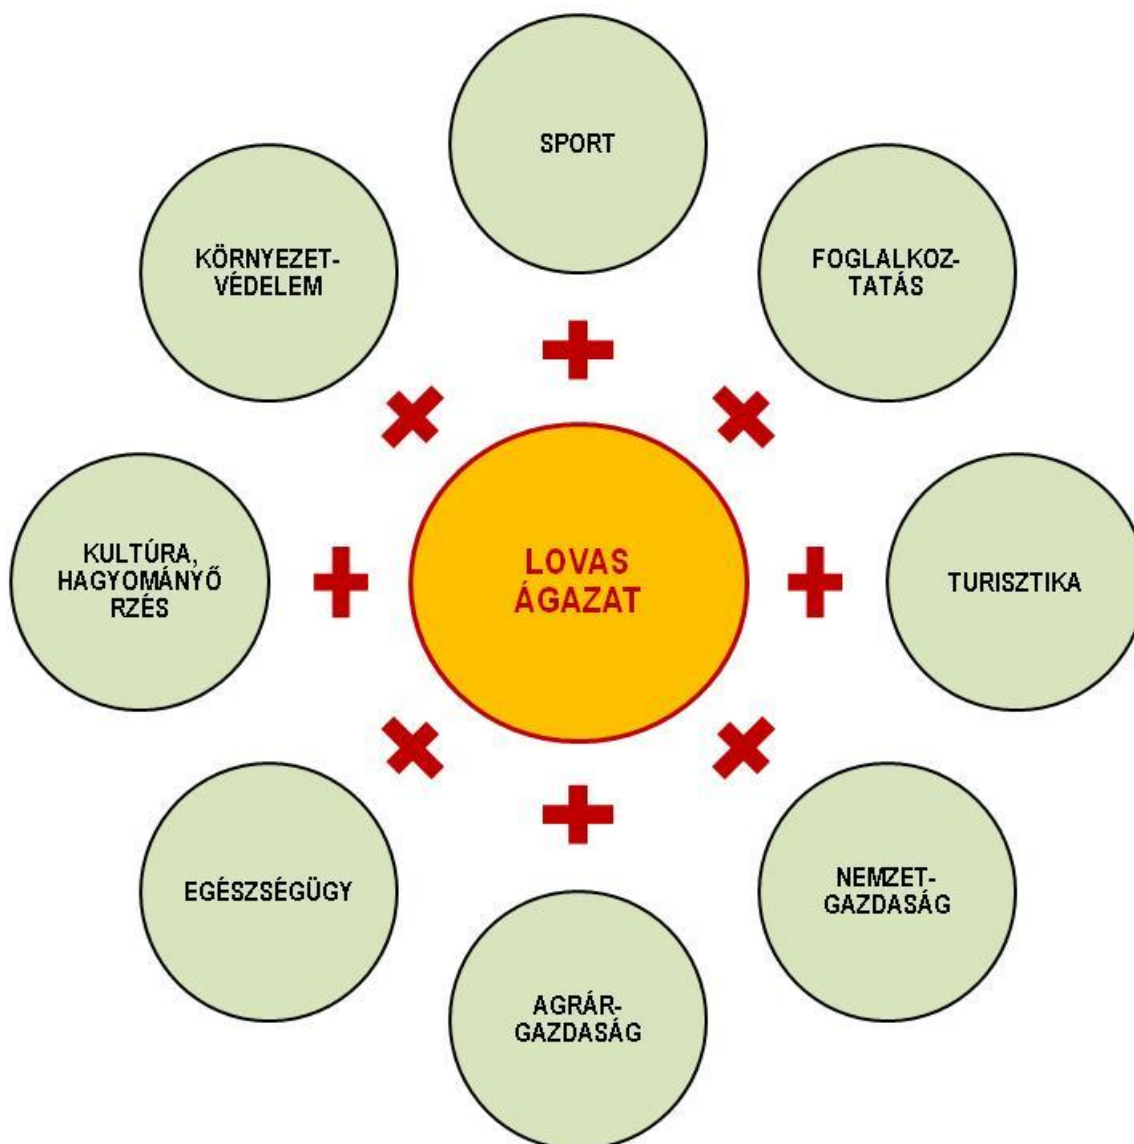 SPORT
KÖRNYEZET-
VÉDELEM
FOGLALKOZ-
TATÁS
KULTÚRA,
HAGYOMÁNYŐ
RZÉS
LOVAS
ÁGAZAT
TURISZTIKA
EGÉSZSÉGÜGY
NEMZET-
GAZDASÁG
AGRÁR-
GAZDASÁG